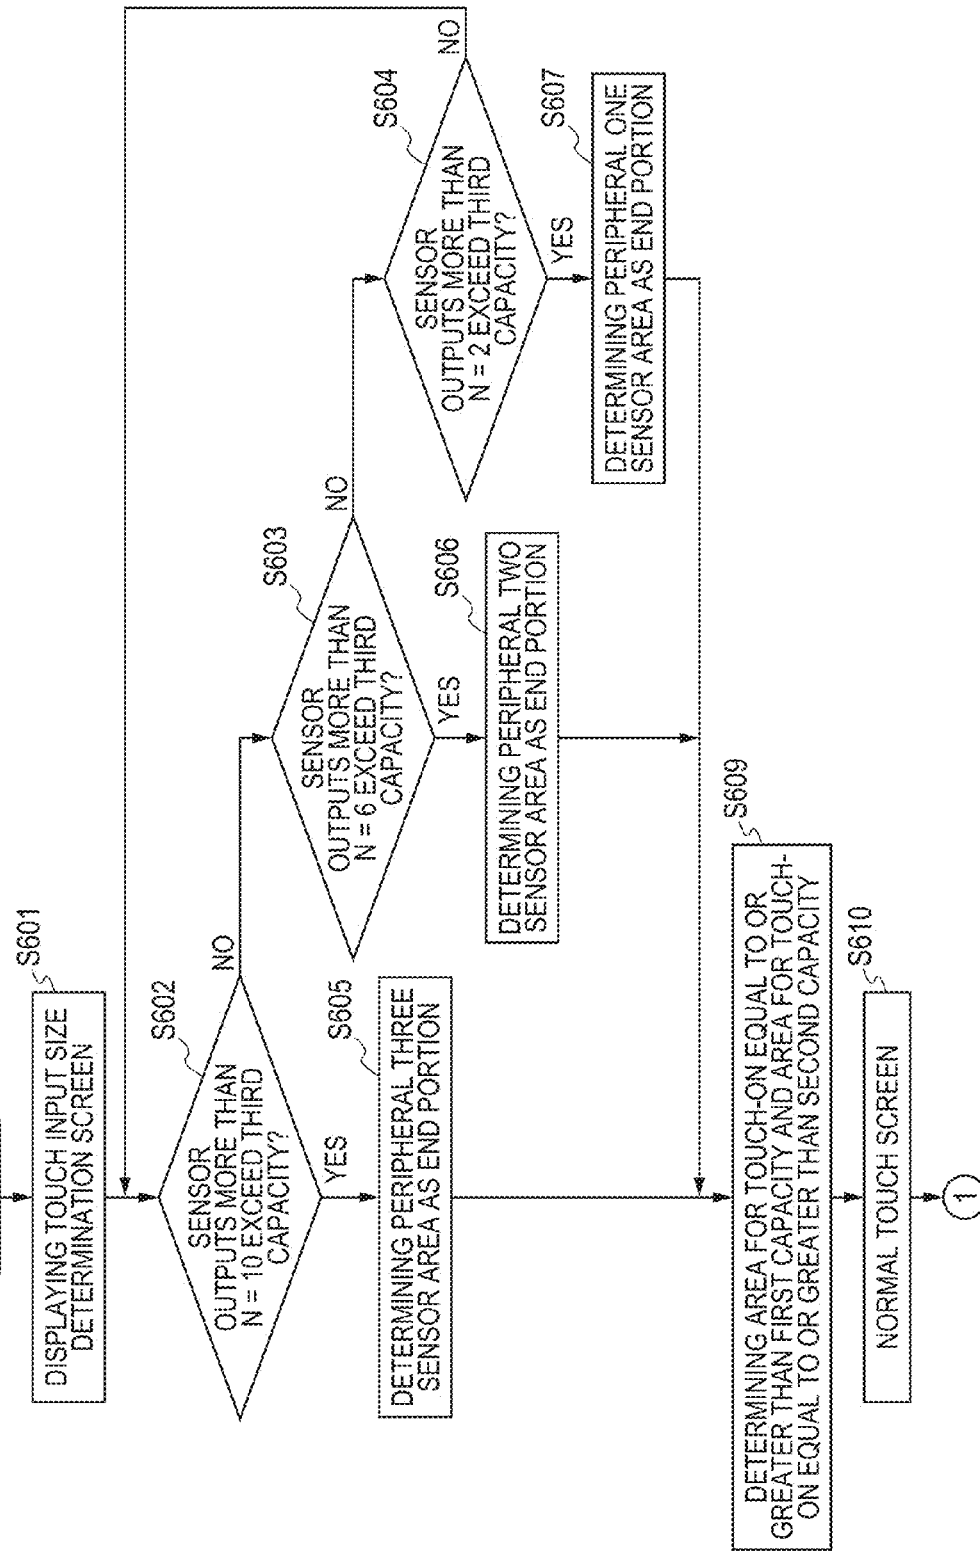 S601
DISPLAYING TOUCH INPUT SIZE
DETERMINATION SCREEN
S602
SENSOR
OUTPUTS MORE THAN
N = 10 EXCEED THIRD
CAPACITY?
NO
YES
S603
SENSOR
OUTPUTS MORE THAN
N = 6 EXCEED THIRD
CAPACITY?
NO
YES
S604
SENSOR
OUTPUTS MORE THAN
N = 2 EXCEED THIRD
CAPACITY?
NO
YES
S605
DETERMINING PERIPHERAL THREE
SENSOR AREA AS END PORTION
S606
DETERMINING PERIPHERAL TWO
SENSOR AREA AS END PORTION
S607
DETERMINING PERIPHERAL ONE
SENSOR AREA AS END PORTION
S609
DETERMINING AREA FOR TOUCH-ON EQUAL TO OR
GREATER THAN FIRST CAPACITY AND AREA FOR TOUCH-
ON EQUAL TO OR GREATER THAN SECOND CAPACITY
S610
NORMAL TOUCH SCREEN
1